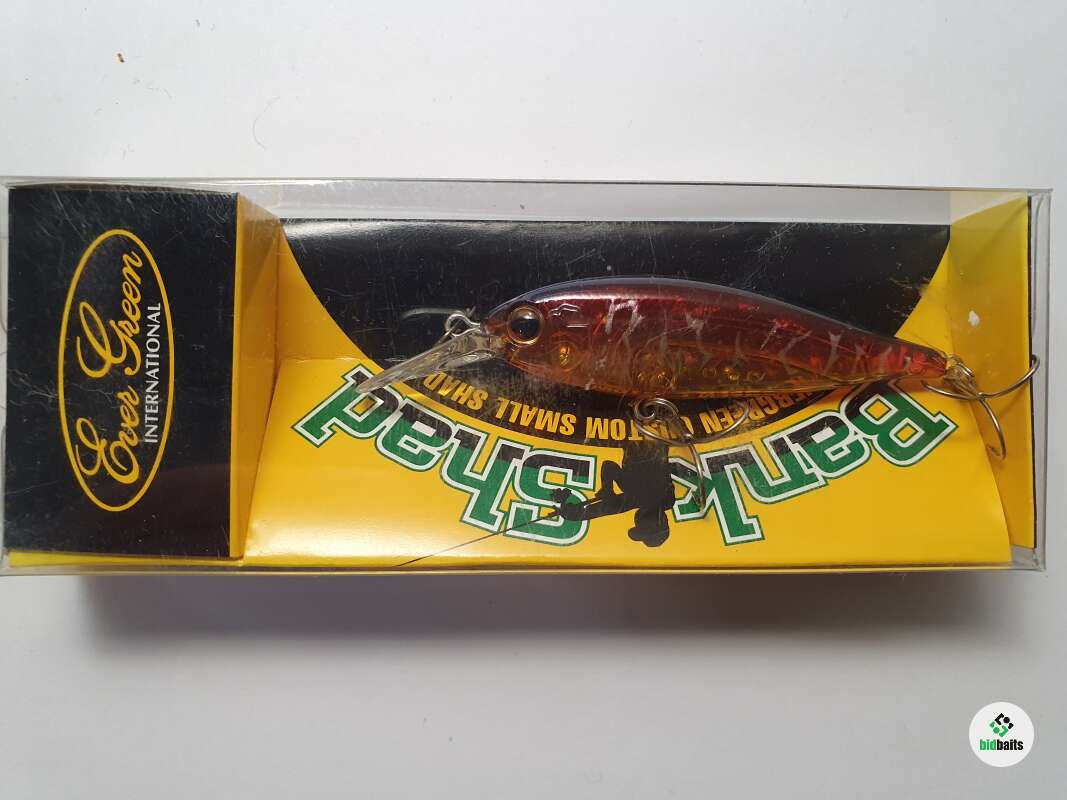 Ever Green
INTERNATIONAL
Bank Shad
EVERGREEN CUSTOM SMALL SHAD
bidbaits